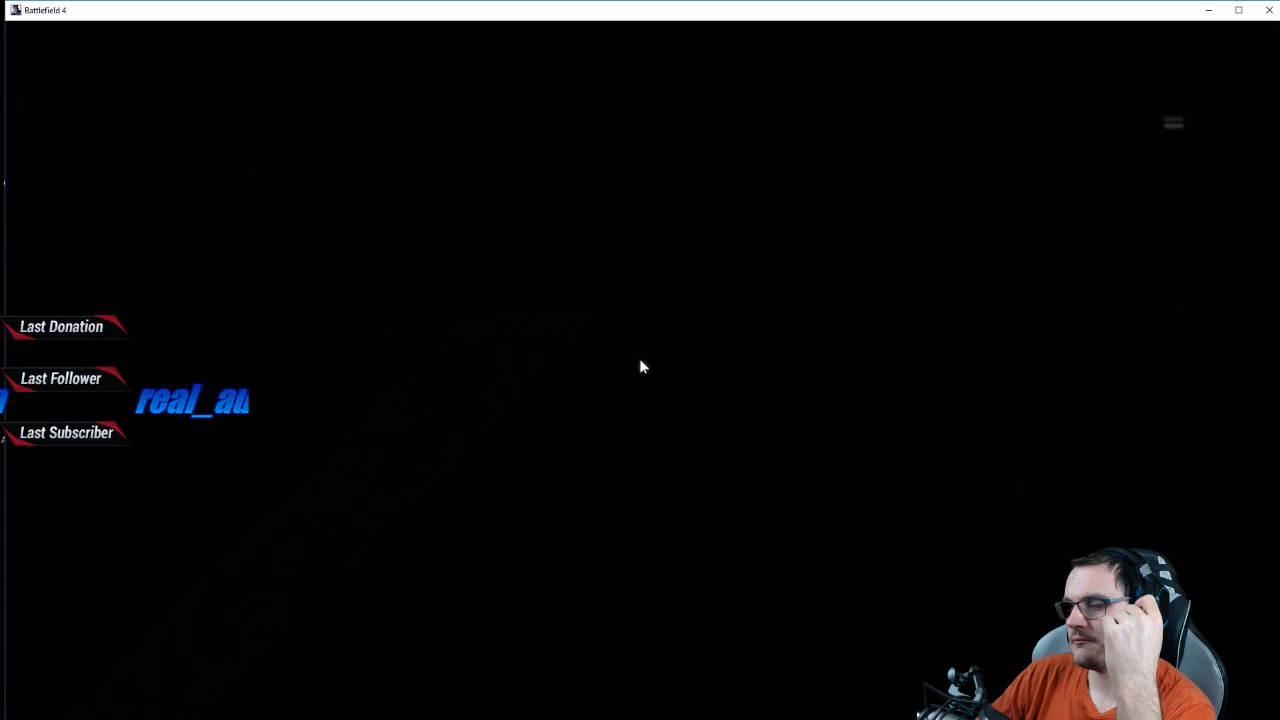 Battlefield 4
Last Donation
Last Follower
real_au
Last Subscriber